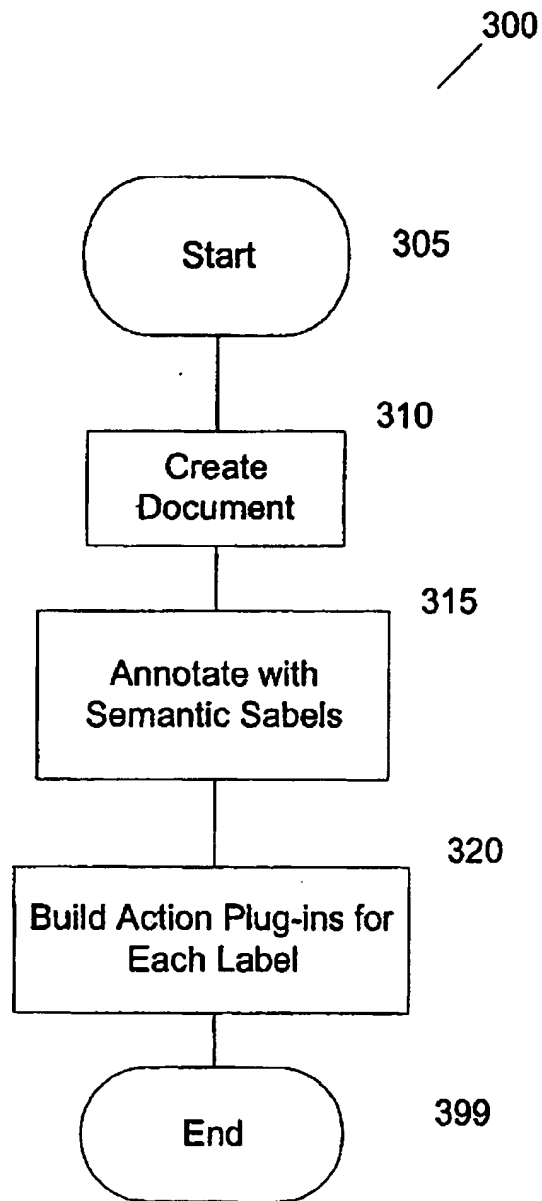 300
Start
305
310
Create
Document
315
Annotate with
Semantic Sabels
320
Build Action Plug-ins for
Each Label
End
399